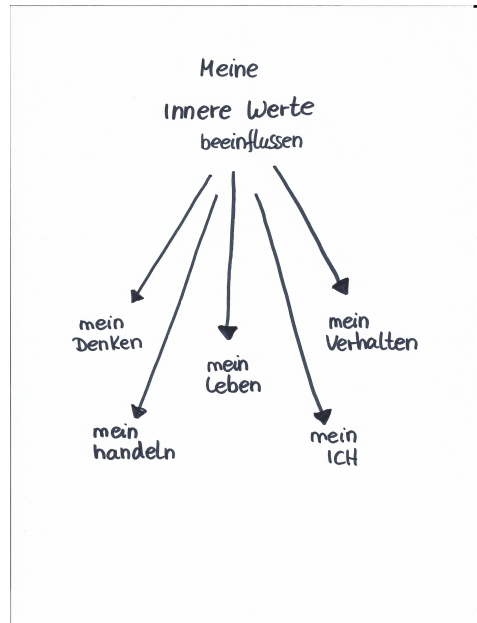 Meine
Innere Werte
beeinflussen
mein
Denken
mein
Verhalten
mein
Leben
mein
handeln
mein
ICH